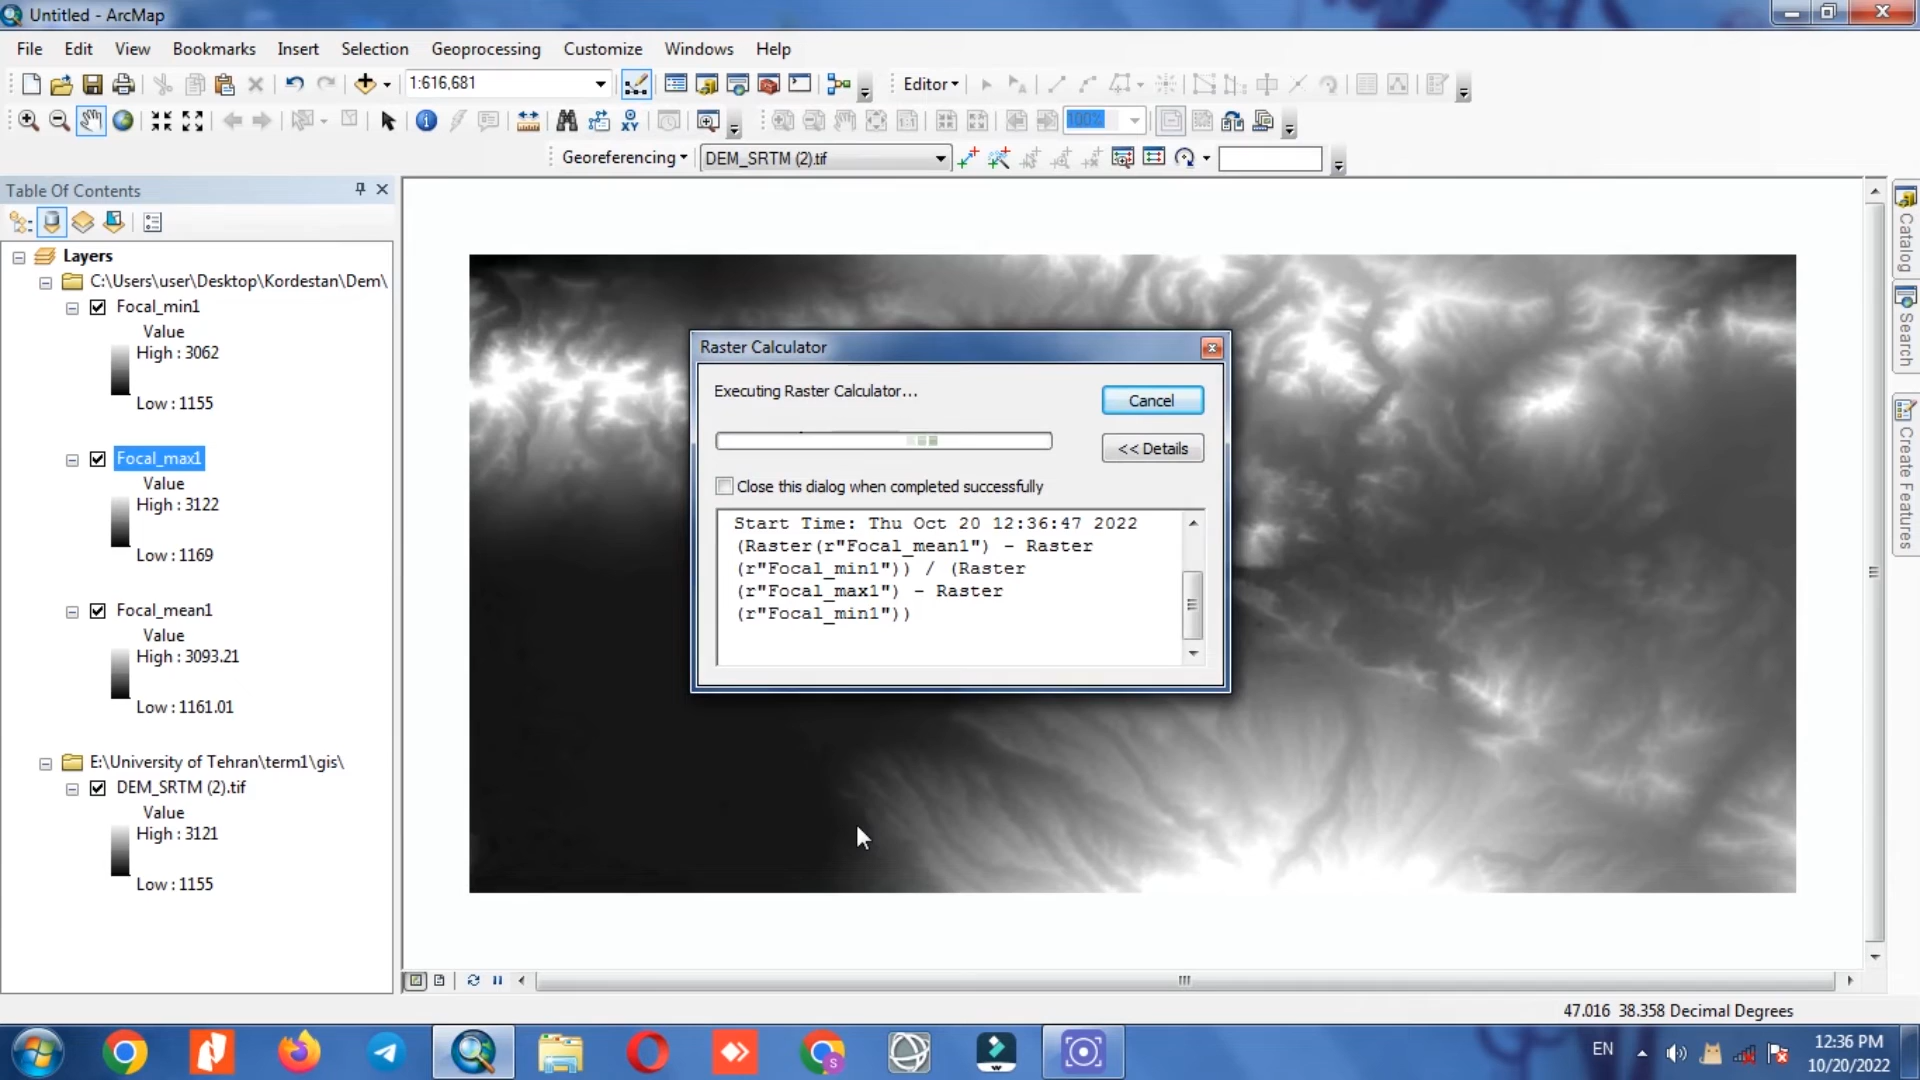 Untitled - ArcMap
File Edit View Bookmarks Insert Selection Geoprocessing Customize Windows Help
1:616,681
Editor
XY
100%
Georeferencing
DEM_SRTM (2).tif
Table Of Contents
Layers
C:\Users\user\Desktop\Kordestan\Dem\
Focal_min1
Value
High : 3062
Low : 1155
Focal_max1
Value
High : 3122
Low : 1169
Focal_mean1
Value
High : 3093.21
Low : 1161.01
E:\University of Tehran\term1\gis\
DEM_SRTM (2).tif
Value
High : 3121
Low : 1155
Raster Calculator
Executing Raster Calculator...
Cancel
<< Details
Close this dialog when completed successfully
Start Time: Thu Oct 20 12:36:47 2022
(Raster(r"Focal_mean1") - Raster
(r"Focal_min1")) / (Raster
(r"Focal_max1") - Raster
(r"Focal_min1"))
Catalog
Search
Create Features
47.016 38.358 Decimal Degrees
S
W
EN
12:36 PM
10/20/2022